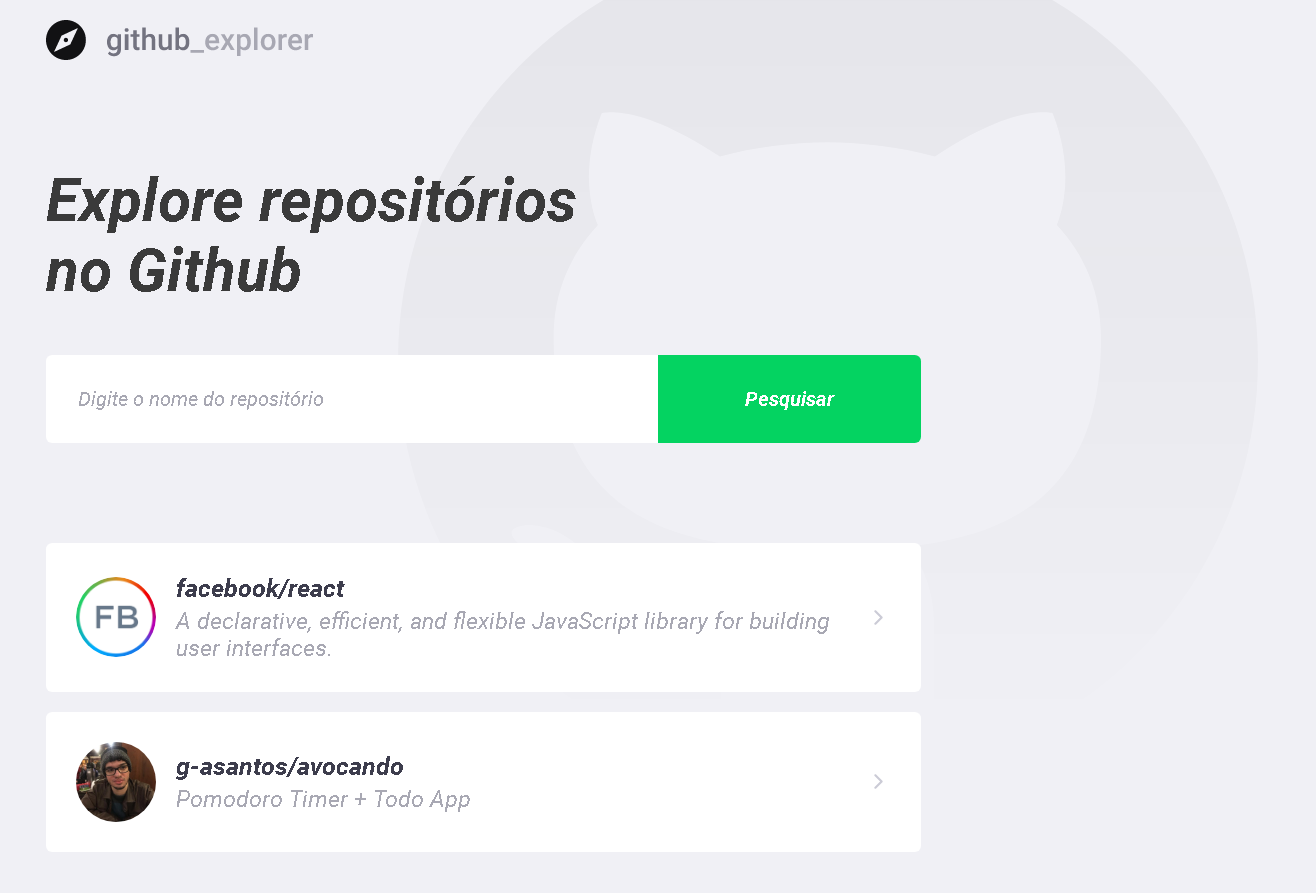 github_explorer
Explore repositórios
no Github
Digite o nome do repositório
Pesquisar
FB
facebook/react
A declarative, efficient, and flexible JavaScript library for building
user interfaces.
g-asantos/avocando
Pomodoro Timer + Todo App